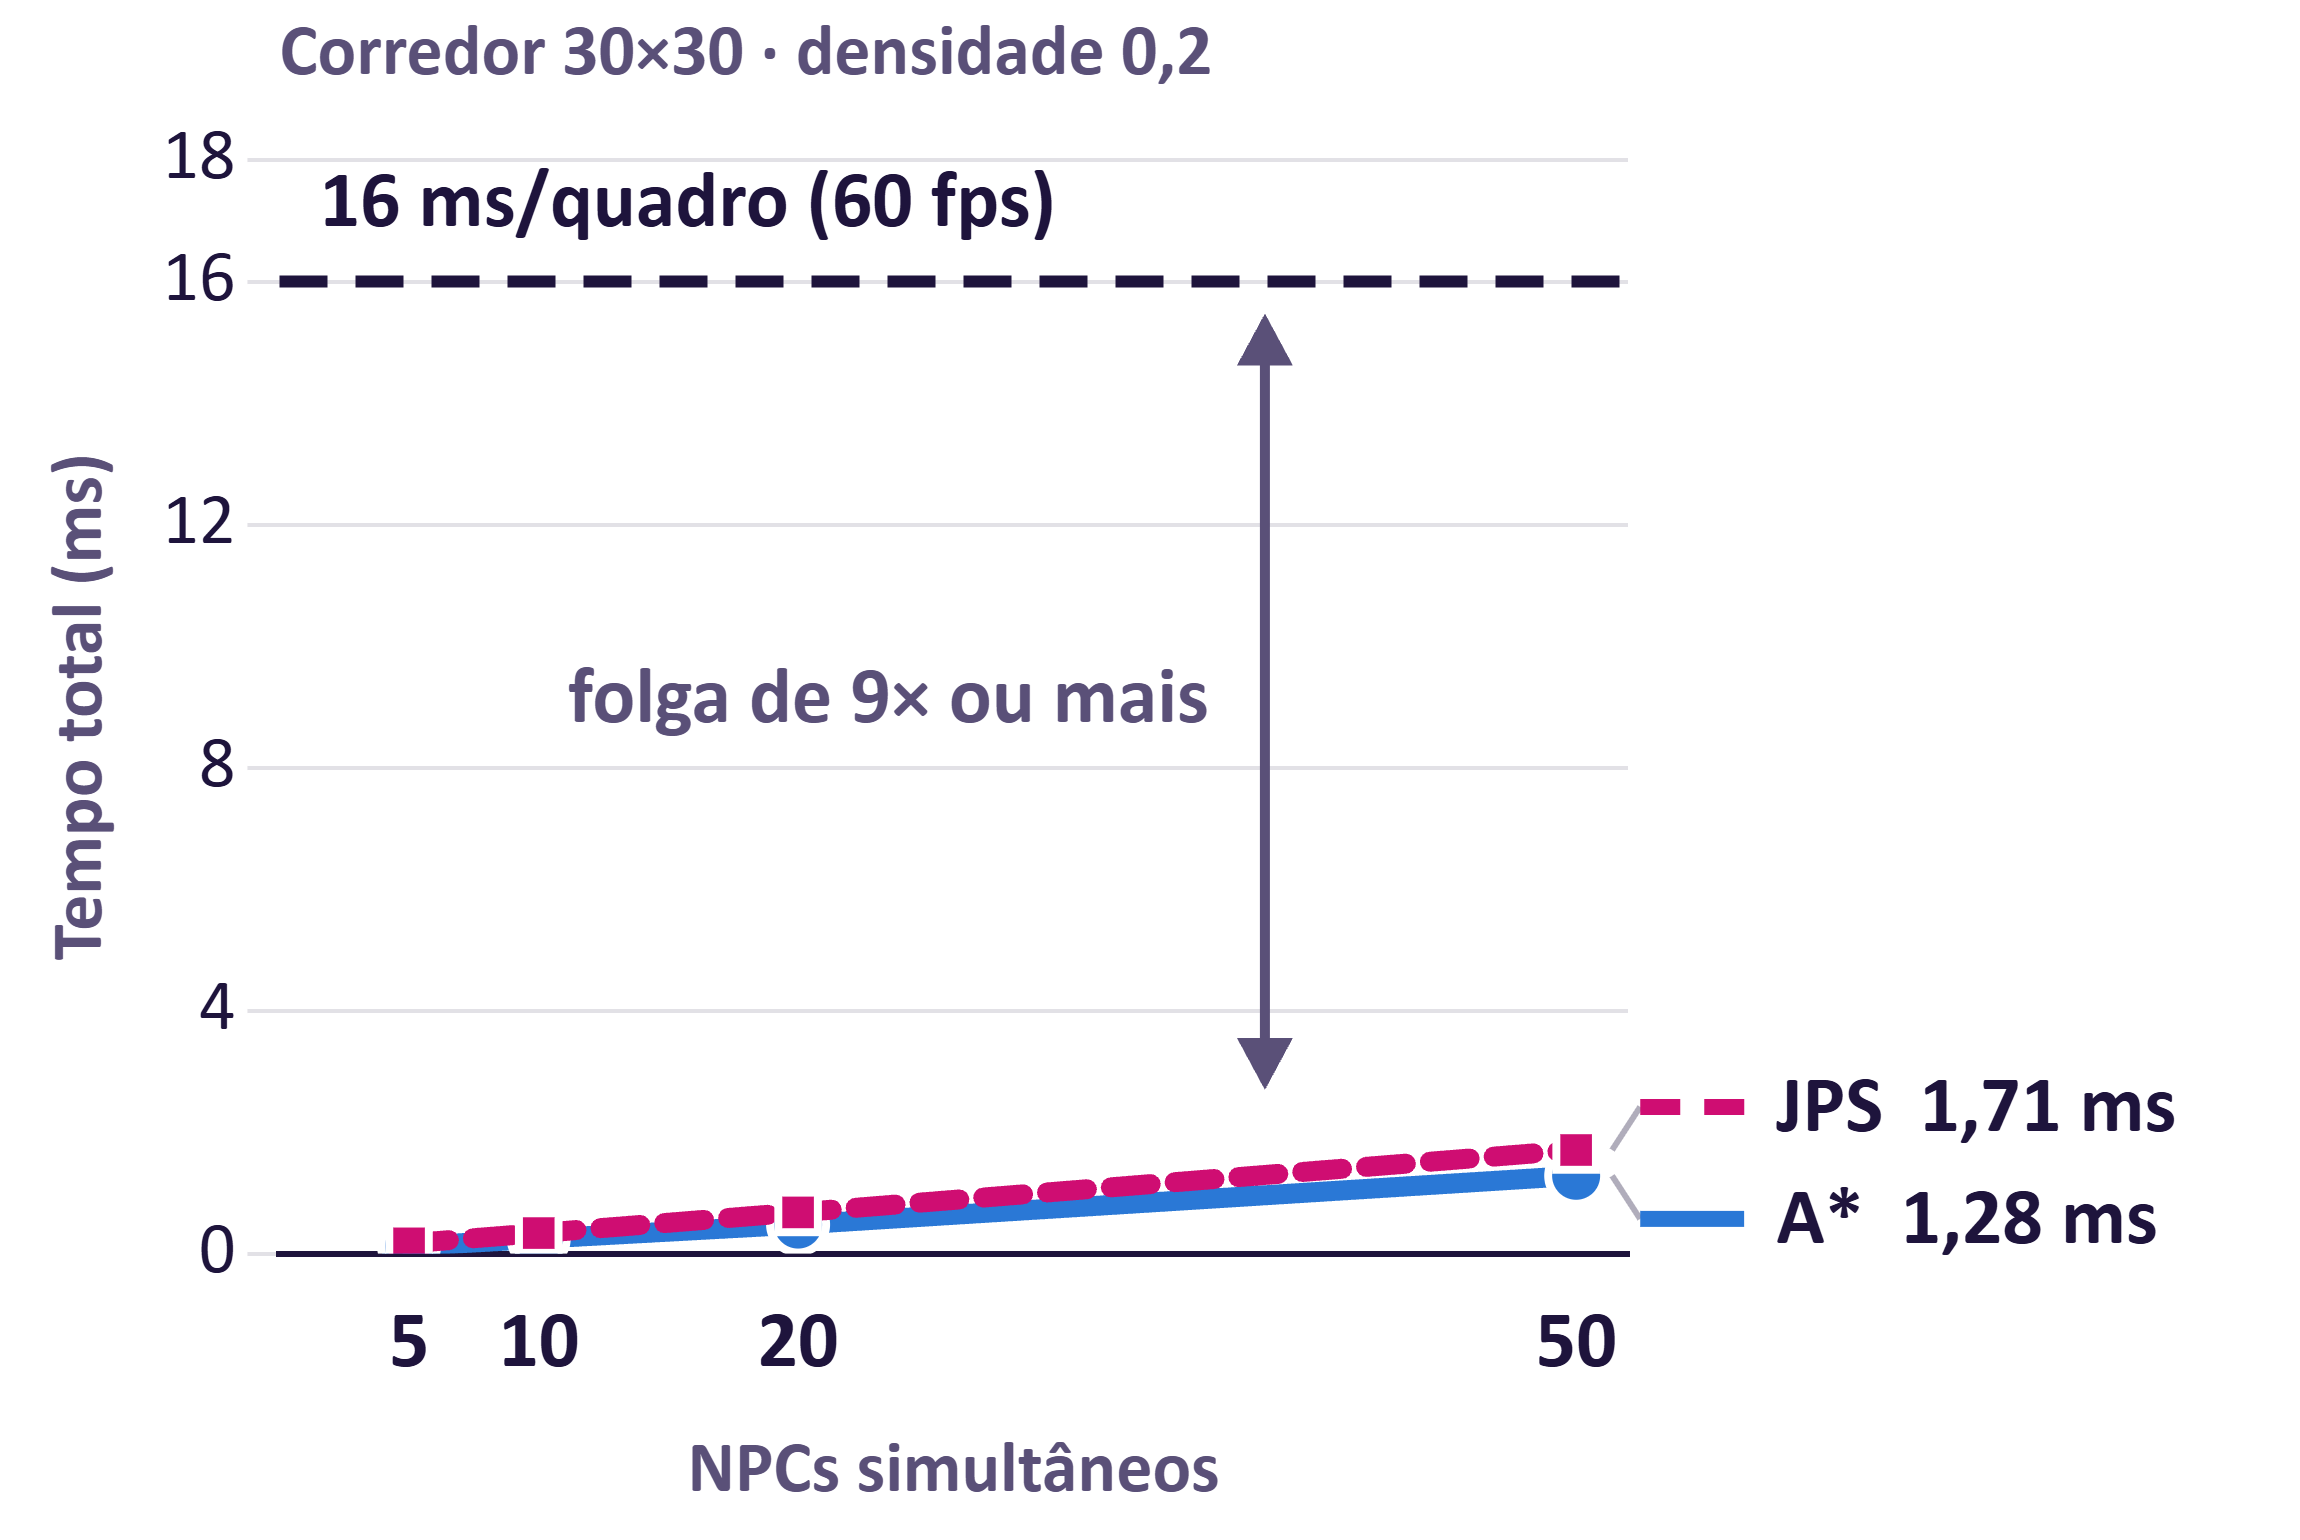 Corredor 30×30 · densidade 0,2
18
16 ms/quadro (60 fps)
16
12
folga de 9× ou mais
8
4
0
Tempo total (ms)
JPS 1,71 ms
A* 1,28 ms
5 10 20 50
NPCs simultâneos